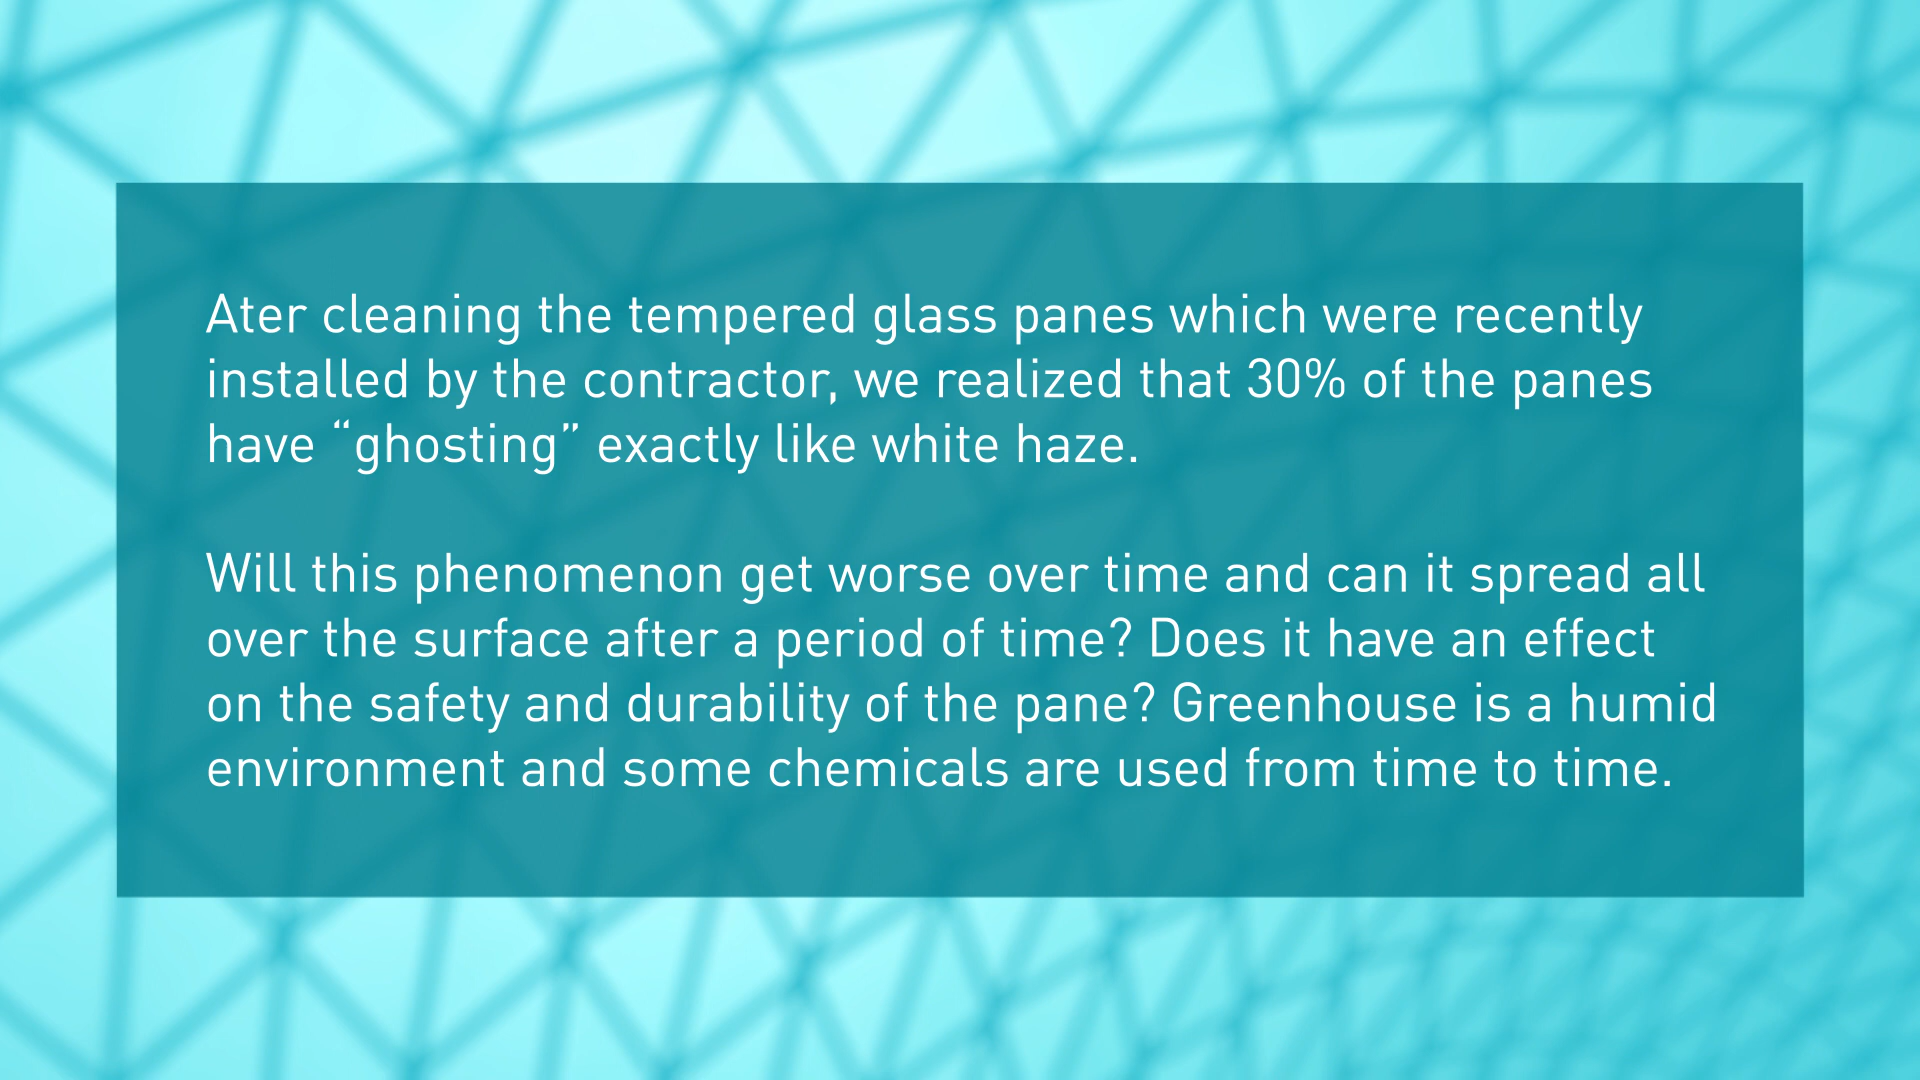 Ater cleaning the tempered glass panes which were recently
installed by the contractor, we realized that 30% of the panes
have “ghosting” exactly like white haze.
Will this phenomenon get worse over time and can it spread all
over the surface after a period of time? Does it have an effect
on the safety and durability of the pane? Greenhouse is a humid
environment and some chemicals are used from time to time.